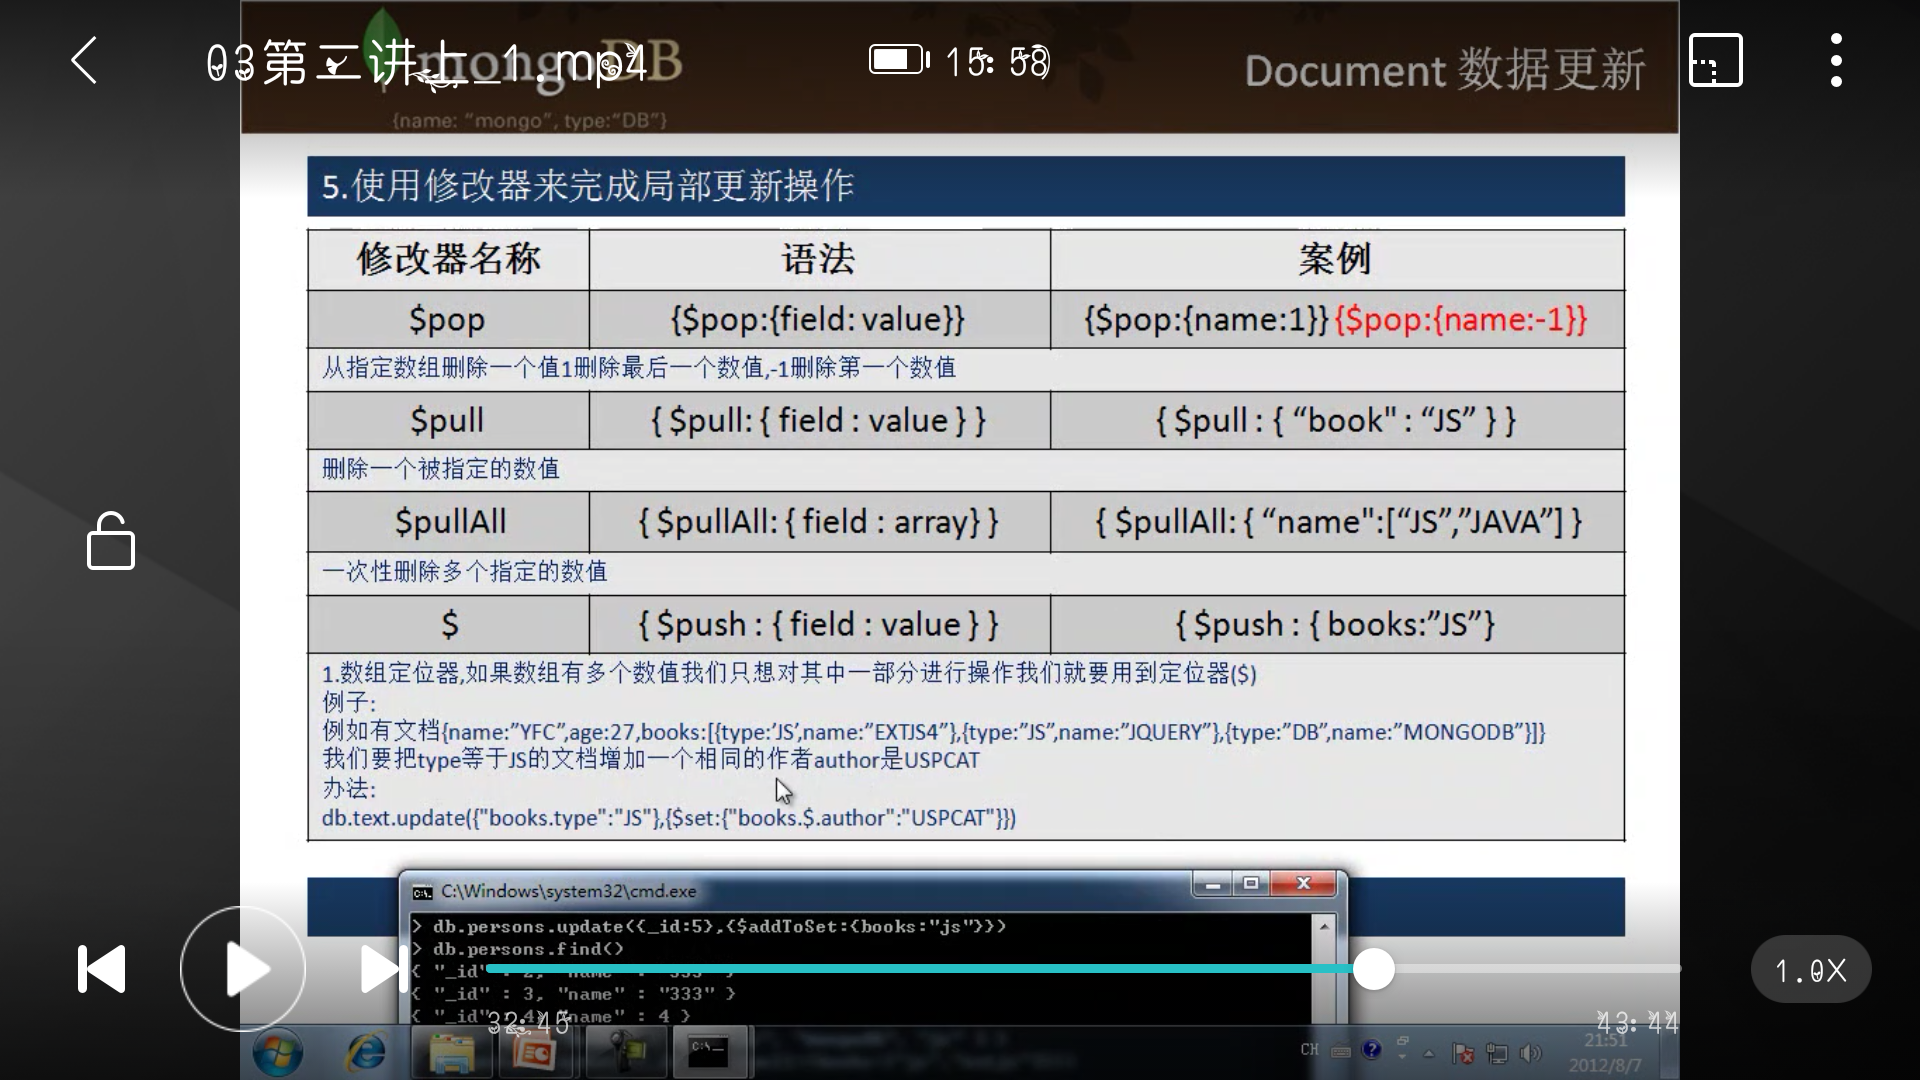 03第三讲上_1.mp4
15:58
mongoDB
{name: “mongo”, type:“DB”}
Document 数据更新
5.使用修改器来完成局部更新操作
修改器名称 语法 案例
$pop {$pop:{field: value}} {$pop:{name:1}} {$pop:{name:-1}}
从指定数组删除一个值1删除最后一个数值,-1删除第一个数值
$pull { $pull: { field : value } } { $pull : { “book" : “JS” } }
删除一个被指定的数值
$pullAll { $pullAll: { field : array} } { $pullAll: { “name":[“JS”,”JAVA”] }
一次性删除多个指定的数值
$ { $push : { field : value } } { $push : { books:”JS”}
1.数组定位器,如果数组有多个数值我们只想对其中一部分进行操作我们就要用到定位器($)
例子:
例如有文档{name:”YFC”,age:27,books:[{type:’JS’,name:”EXTJS4”},{type:”JS”,name:”JQUERY”},{type:”DB”,name:”MONGODB”}]}
我们要把type等于JS的文档增加一个相同的作者author是USPCAT
办法:
db.text.update({"books.type":"JS"},{$set:{"books.$.author":"USPCAT"}})
C:\Windows\system32\cmd.exe
> db.persons.update({_id:5},{$addToSet:{books:"js"}})
> db.persons.find()
{ "_id" : 2, "name" : "333" }
{ "_id" : 3, "name" : "333" }
{ "_id" : 4, "name" : 4 }
1.0X
32:45
43:44
CH
21:51
2012/8/7